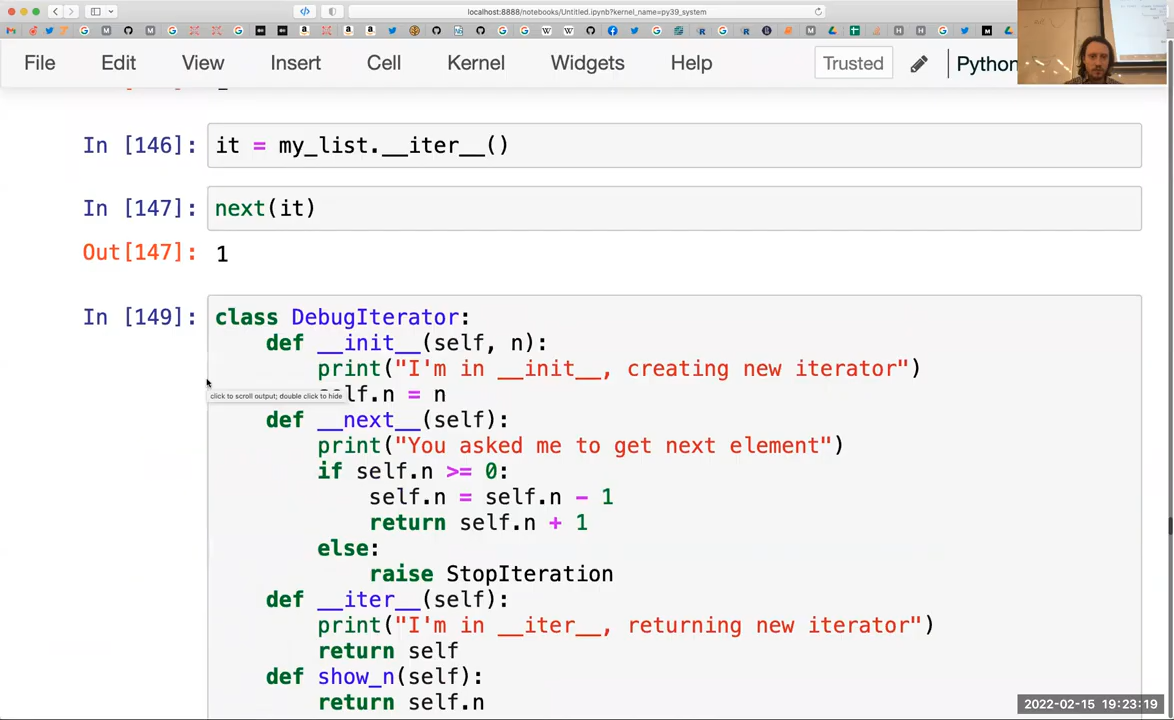 localhost:8888/notebooks/Untitled.ipynb?kernel_name=py39_system
File Edit View Insert Cell Kernel Widgets Help Trusted Python
In [146]: it = my_list.__iter__()
In [147]: next(it)
Out[147]: 1
In [149]: class DebugIterator:
def __init__(self, n):
print("I'm in __init__, creating new iterator")
self.n = n
click to scroll output; double click to hide
def __next__(self):
print("You asked me to get next element")
if self.n >= 0:
self.n = self.n - 1
return self.n + 1
else:
raise StopIteration
def __iter__(self):
print("I'm in __iter__, returning new iterator")
return self
def show_n(self):
return self.n
2022-02-15 19:23:19